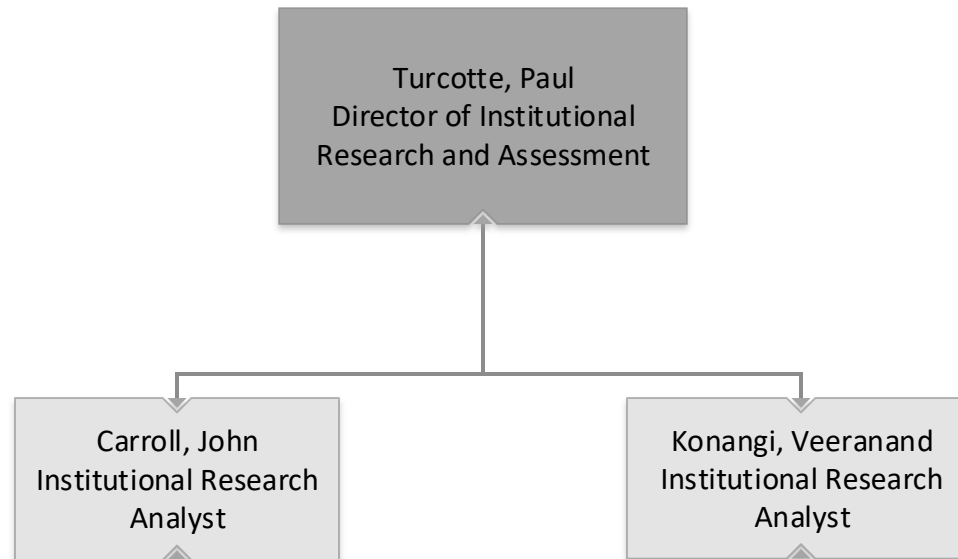 Turcotte, Paul
Director of Institutional
Research and Assessment
Carroll, John
Institutional Research
Analyst
Konangi, Veeranand
Institutional Research
Analyst